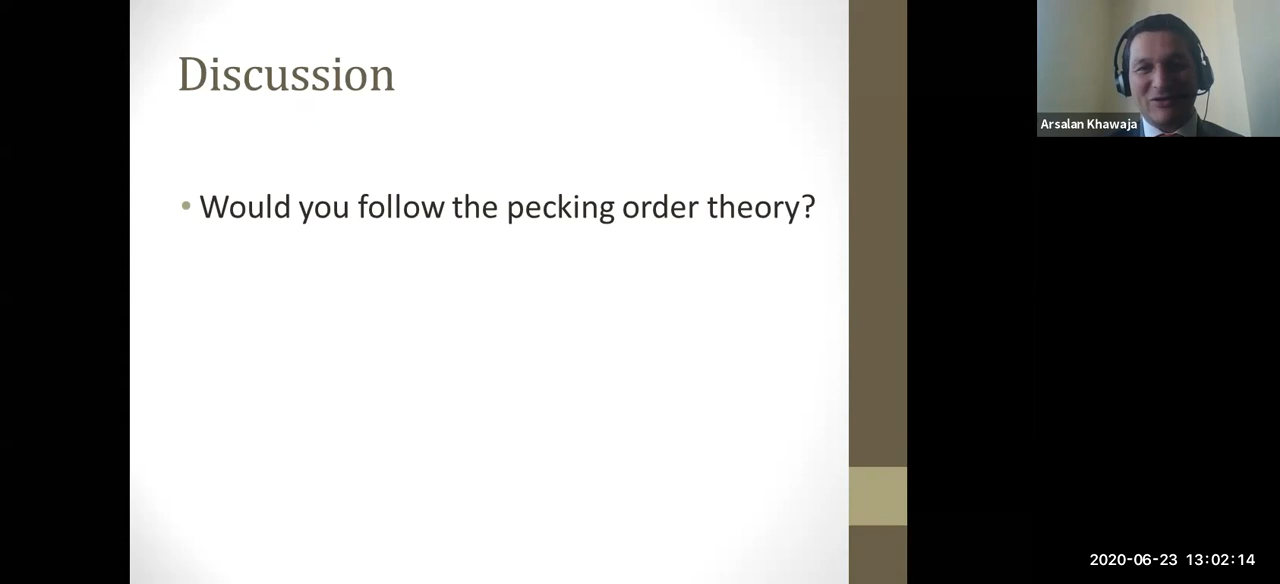 Discussion
• Would you follow the pecking order theory?
Arsalan Khawaja
2020-06-23 13:02:14